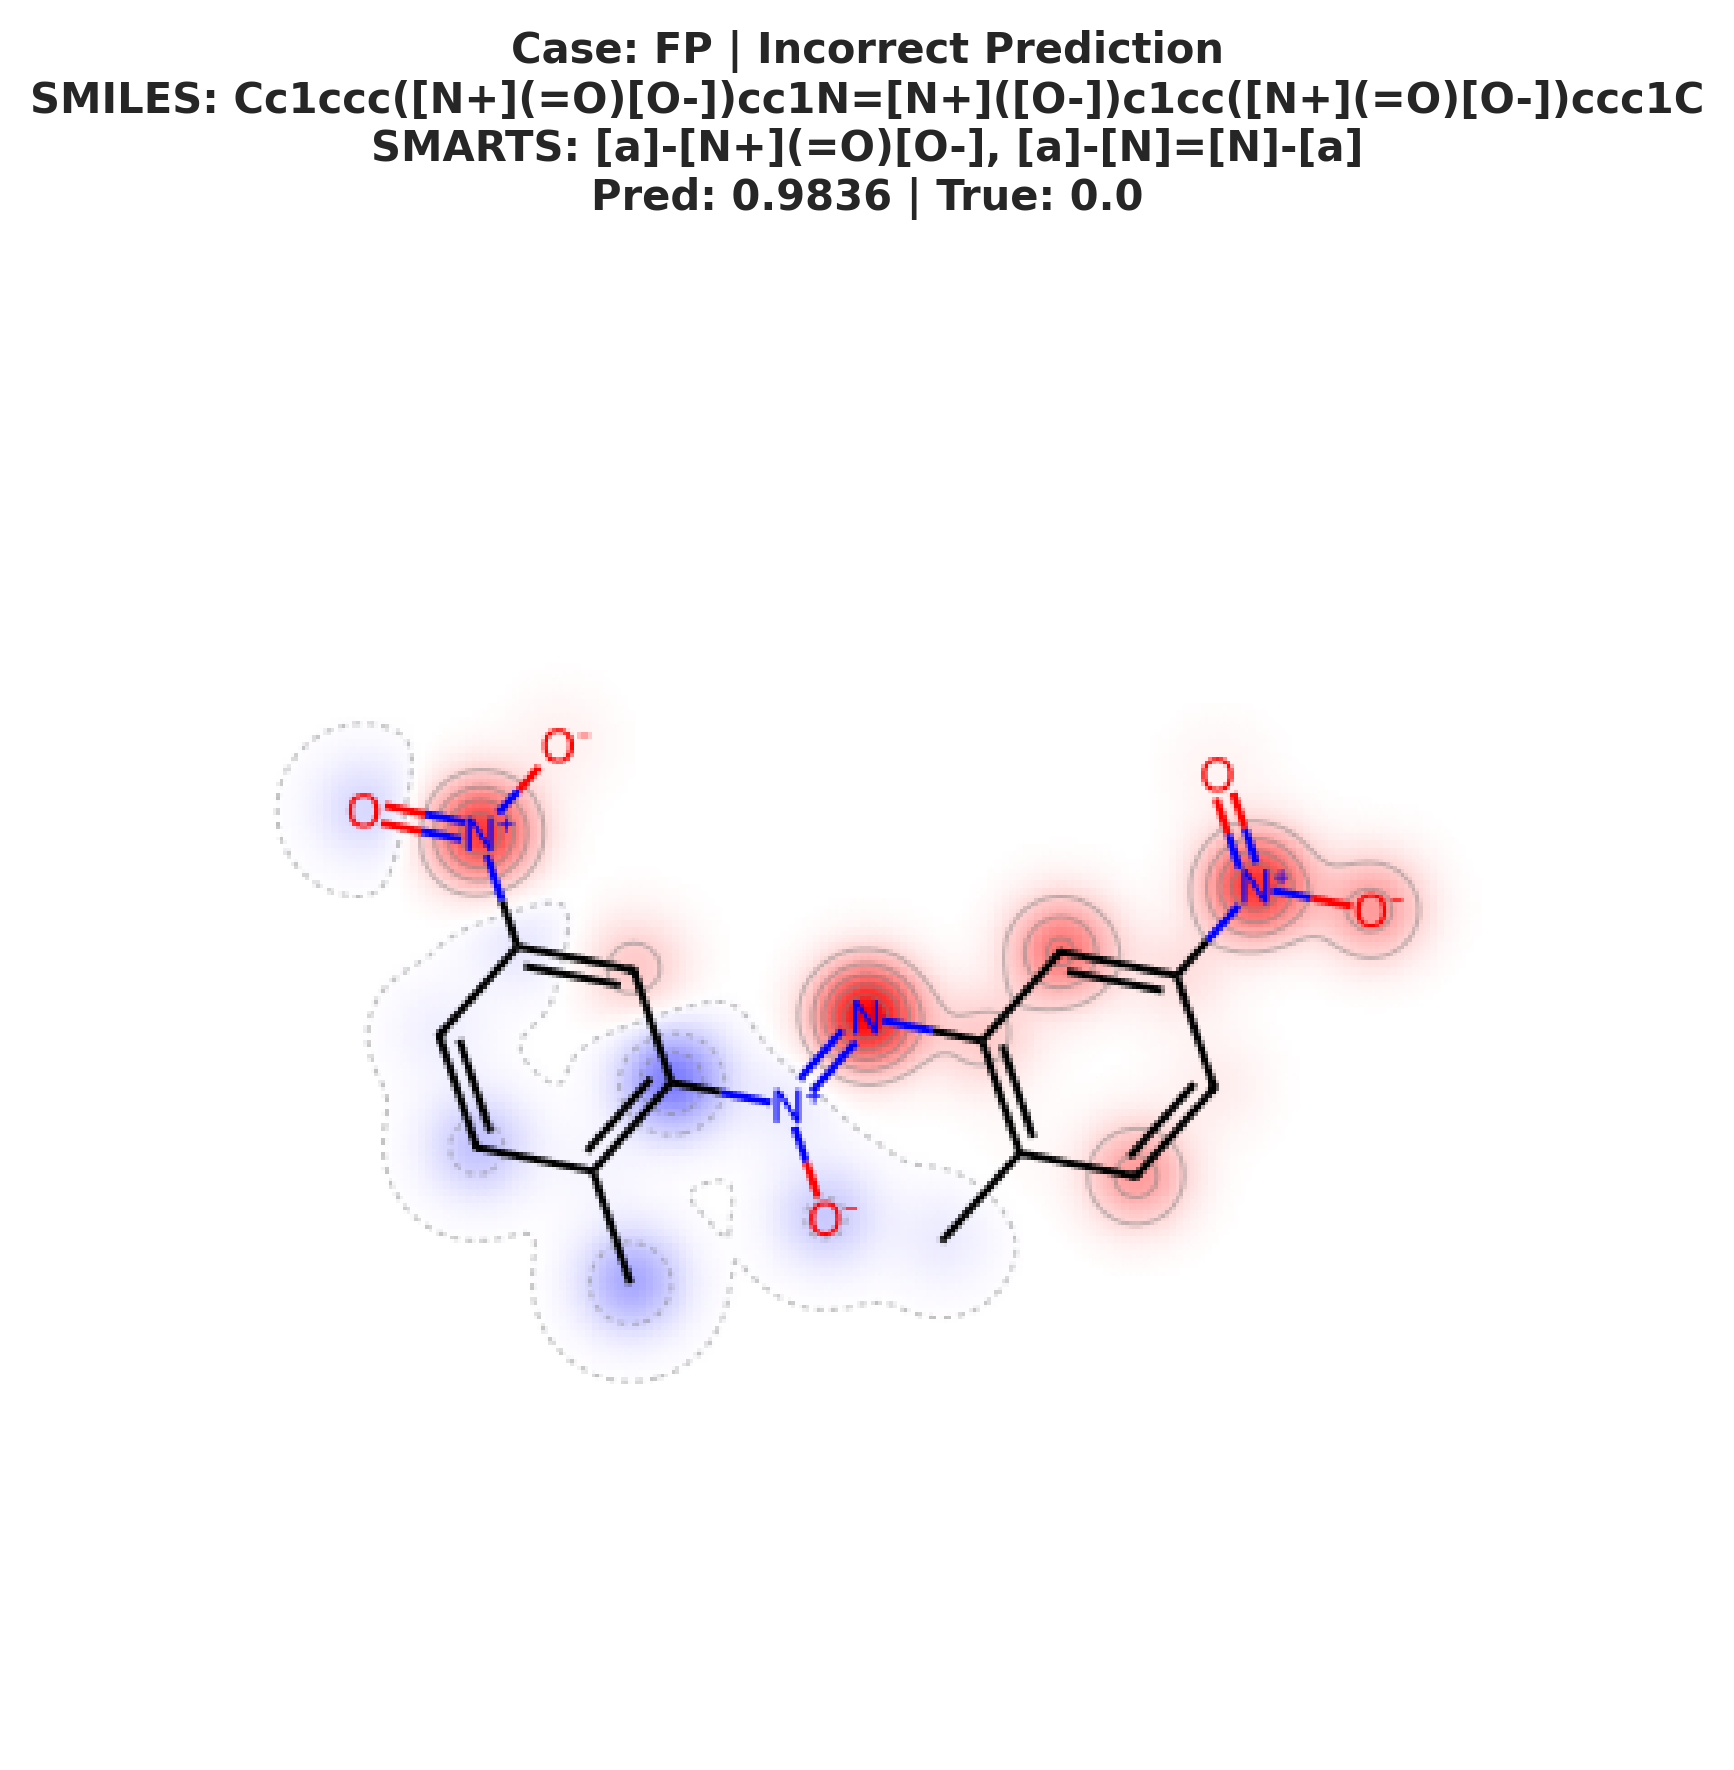 Case: FP | Incorrect Prediction
SMILES: Cc1ccc([N+](=O)[O-])cc1N=[N+]([O-])c1cc([N+](=O)[O-])ccc1C
SMARTS: [a]-[N+](=O)[O-], [a]-[N]=[N]-[a]
Pred: 0.9836 | True: 0.0
O⁻
O
N⁺
O
N⁺
O⁻
N
N⁺
O⁻